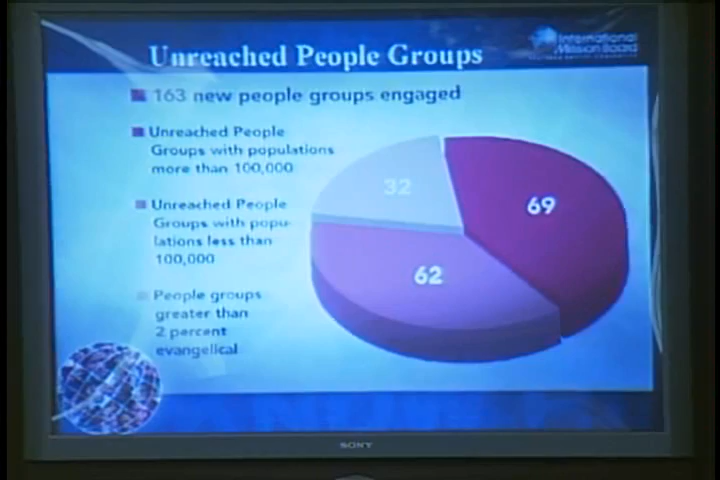 Unreached People Groups
International
Mission Board
163 new people groups engaged
Unreached People
Groups with populations
more than 100,000
Unreached People
Groups with popu-
lations less than
100,000
People groups
greater than
2 percent
evangelical
32
69
62
SONY